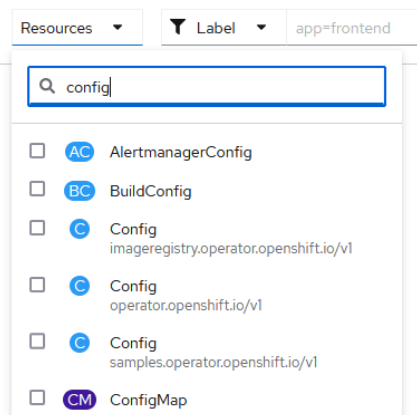 Resources Label app=frontend
config
AC AlertmanagerConfig
BC BuildConfig
C Config
imageregistry.operator.openshift.io/v1
C Config
operator.openshift.io/v1
C Config
samples.operator.openshift.io/v1
CM ConfigMap